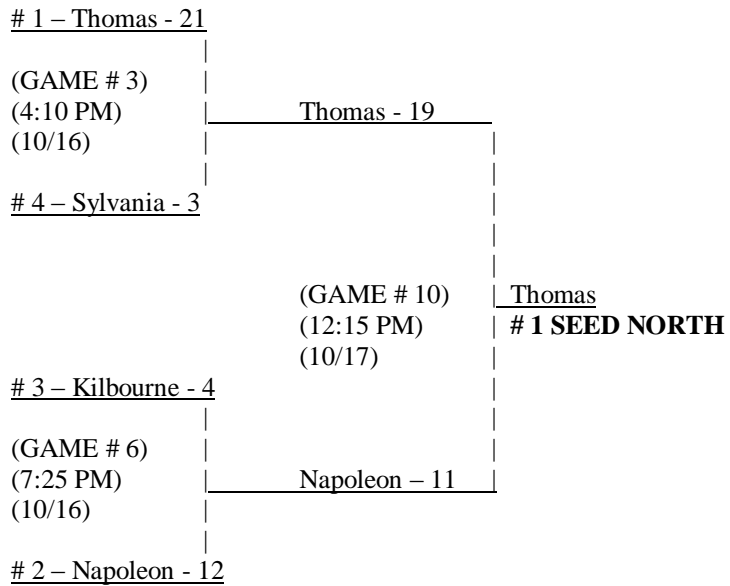 # 1 – Thomas - 21
(GAME # 3)
(4:10 PM) Thomas - 19
(10/16)
# 4 – Sylvania - 3
(GAME # 10) Thomas
(12:15 PM) # 1 SEED NORTH
(10/17)
# 3 – Kilbourne - 4
(GAME # 6)
(7:25 PM) Napoleon – 11
(10/16)
# 2 – Napoleon - 12